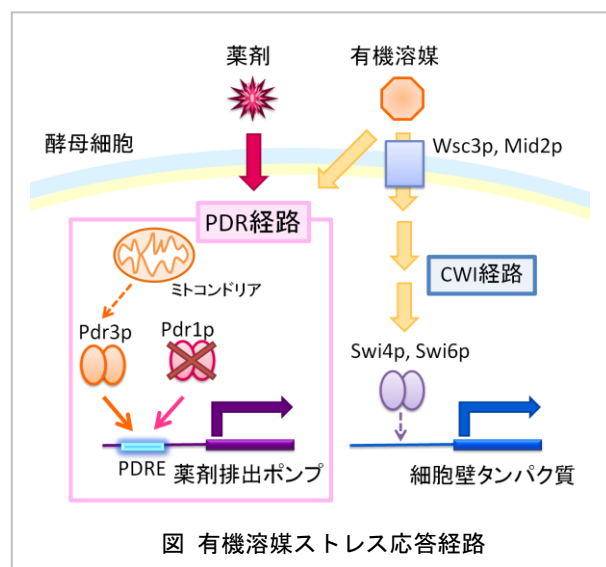 薬剤
有機溶媒
酵母細胞
Wsc3p, Mid2p
PDR経路
ミトコンドリア
CWI経路
Pdr3p
Pdr1p
Swi4p, Swi6p
PDRE
薬剤排出ポンプ
細胞壁タンパク質
図 有機溶媒ストレス応答経路